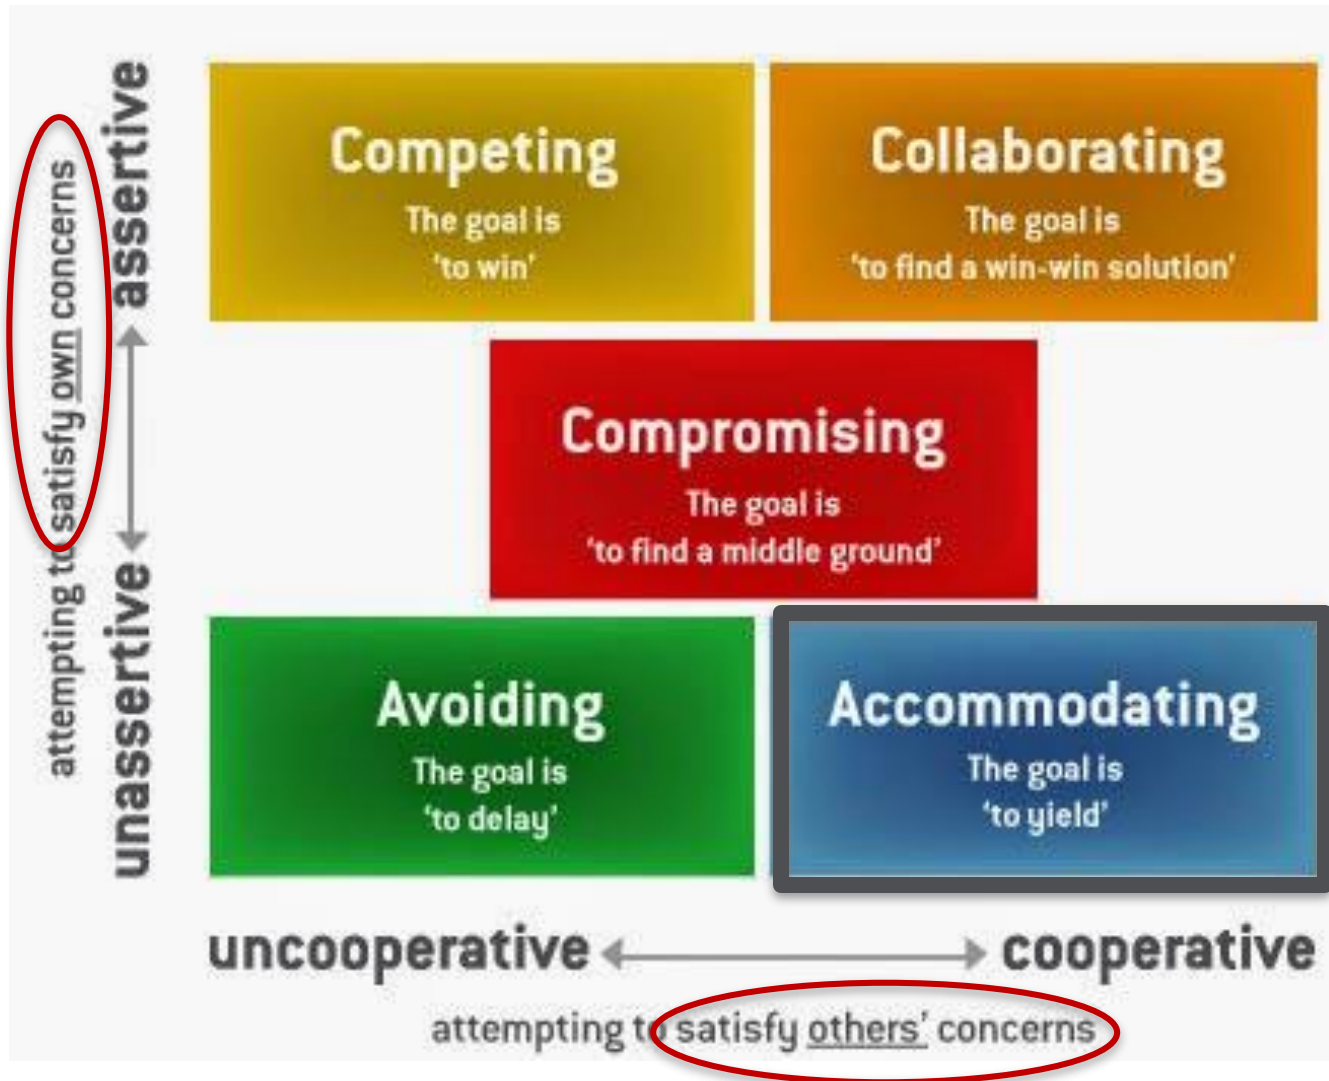 attempting to satisfy own concerns
assertive
unassertive
Competing
The goal is
‘to win’
Collaborating
The goal is
‘to find a win-win solution’
Compromising
The goal is
‘to find a middle ground’
Avoiding
The goal is
‘to delay’
Accommodating
The goal is
‘to yield’
uncooperative
cooperative
attempting to satisfy others’ concerns